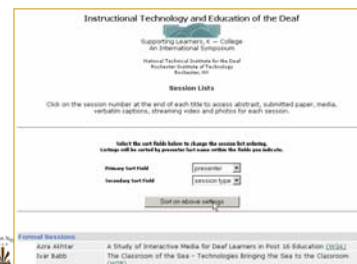 Instructional Technology and Education of the Deaf
Supporting Learners, K — College
An International Symposium
National Technical Institute for the Deaf
Rochester Institute of Technology
Rochester, NY
Session Lists
Click on the session number at the end of each title to access abstract, submitted paper, media,
verbatim captions, streaming video and photos for each session.
Select the sort fields below to change the session list ordering.
Listings will be sorted by presenter last name within the fields you indicate.
Primary Sort Field
presenter
Secondary Sort Field
session type
Sort on above settings
Formal Sessions
Azra Akhtar
A Study of Interactive Media for Deaf Learners in Post 16 Education
Ivar Babb
The Classroom of the Sea - Technologies Bringing the Sea to the Classroom